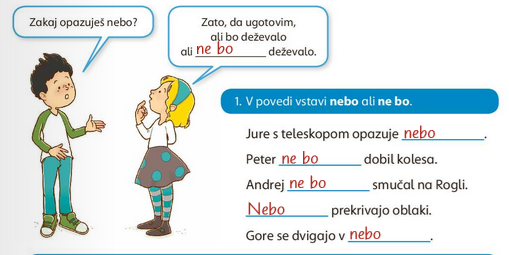 Zakaj opazuješ nebo?
Zato, da ugotovim,
ali bo deževalo
ali ne bo deževalo.
1. V povedi vstavi nebo ali ne bo.
Jure s teleskopom opazuje nebo.
Peter ne bo dobil kolesa.
Andrej ne bo smučal na Rogli.
Nebo prekrivajo oblaki.
Gore se dvigajo v nebo.